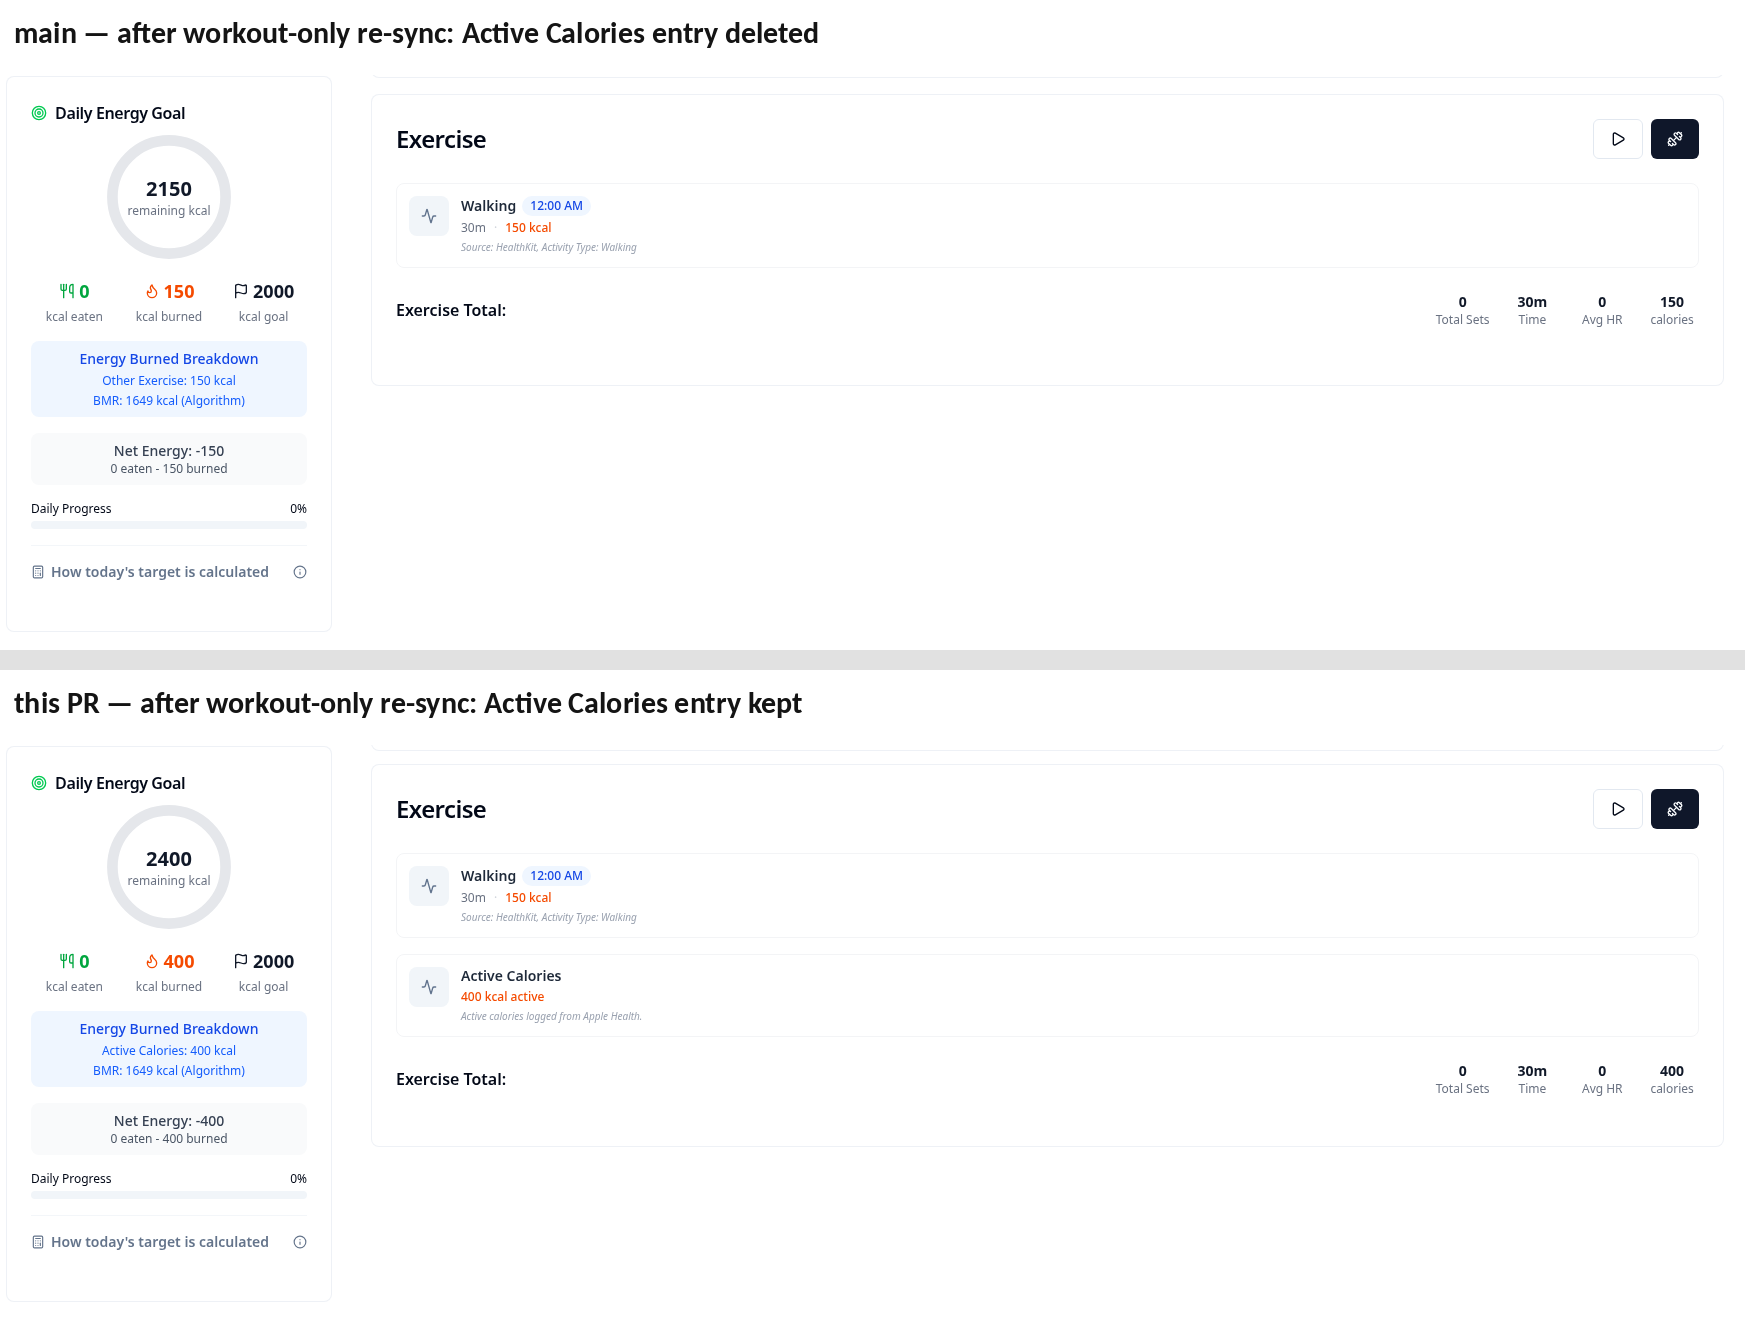 main — after workout-only re-sync: Active Calories entry deleted
Daily Energy Goal
2150
remaining kcal
0
kcal eaten
150
kcal burned
2000
kcal goal
Energy Burned Breakdown
Other Exercise: 150 kcal
BMR: 1649 kcal (Algorithm)
Net Energy: -150
0 eaten - 150 burned
Daily Progress 0%
How today's target is calculated
Exercise
Walking 12:00 AM
30m · 150 kcal
Source: HealthKit, Activity Type: Walking
Exercise Total:
0
Total Sets
30m
Time
0
Avg HR
150
calories
this PR — after workout-only re-sync: Active Calories entry kept
Daily Energy Goal
2400
remaining kcal
0
kcal eaten
400
kcal burned
2000
kcal goal
Energy Burned Breakdown
Active Calories: 400 kcal
BMR: 1649 kcal (Algorithm)
Net Energy: -400
0 eaten - 400 burned
Daily Progress 0%
How today's target is calculated
Exercise
Walking 12:00 AM
30m · 150 kcal
Source: HealthKit, Activity Type: Walking
Active Calories
400 kcal active
Active calories logged from Apple Health.
Exercise Total:
0
Total Sets
30m
Time
0
Avg HR
400
calories